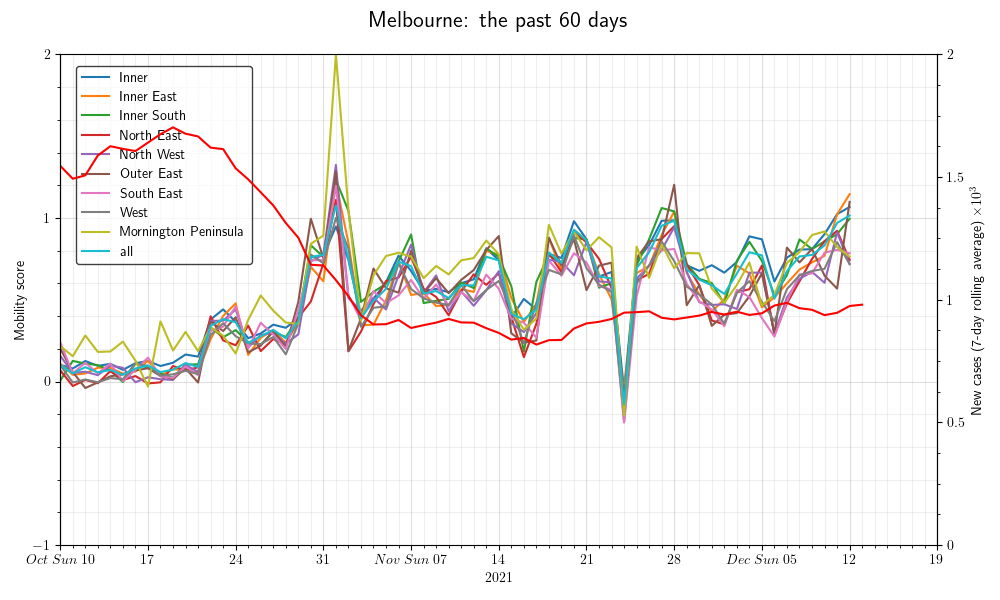 Melbourne: the past 60 days
2
1
0
−1
Mobility score
Inner
Inner East
Inner South
North East
North West
Outer East
South East
West
Mornington Peninsula
all
2
1.5
1
0.5
0
New cases (7-day rolling average) ×10³
Oct Sun 10 17 24 31 Nov Sun 07 14 21 28 Dec Sun 05 12 19
2021